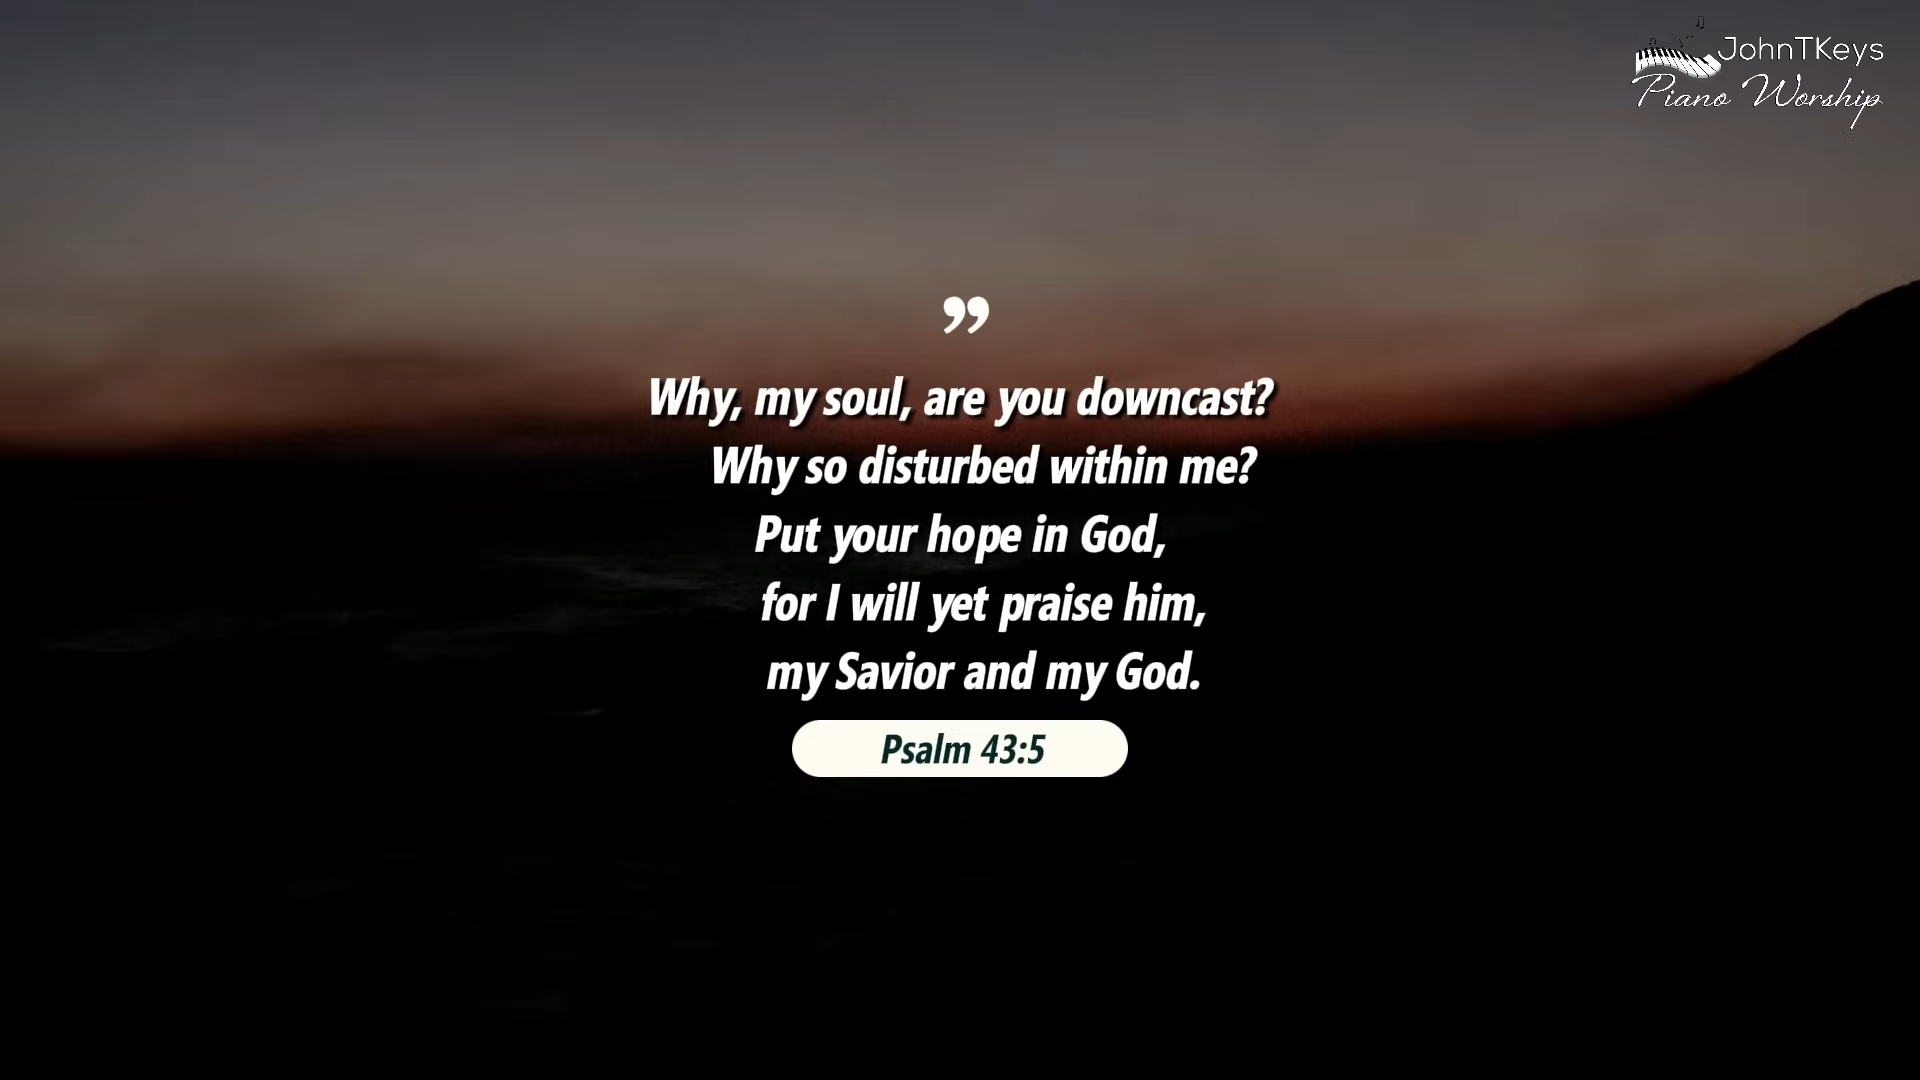 JohnTKeys
Piano Worship
”
Why, my soul, are you downcast?
Why so disturbed within me?
Put your hope in God,
for I will yet praise him,
my Savior and my God.
Psalm 43:5